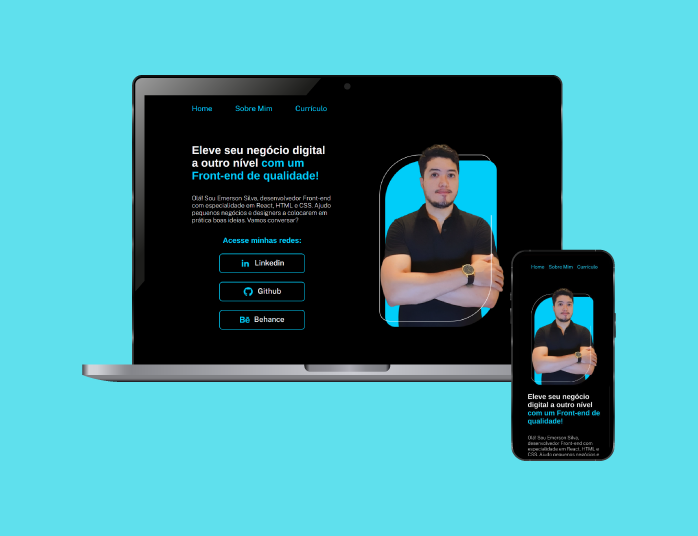 Home Sobre Mim Currículo
Eleve seu negócio digital
a outro nível com um
Front-end de qualidade!
Olá! Sou Emerson Silva, desenvolvedor Front-end
com especialidade em React, HTML e CSS. Ajudo
pequenos negócios e designers a colocarem em
prática boas ideias. Vamos conversar?
Acesse minhas redes:
in Linkedin
Github
Bē Behance
Home Sobre Mim Currículo
Eleve seu negócio
digital a outro nível
com um Front-end de
qualidade!
Olá! Sou Emerson Silva,
desenvolvedor Front-end com
especialidade em React, HTML e
CSS. Ajudo pequenos negócios e